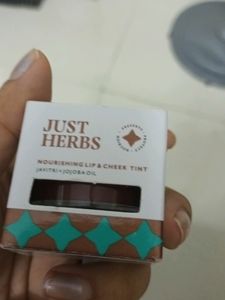 JUST
HERBS
NOURISHING LIP & CHEEK TINT
JAVITRI + JOJOBA OIL